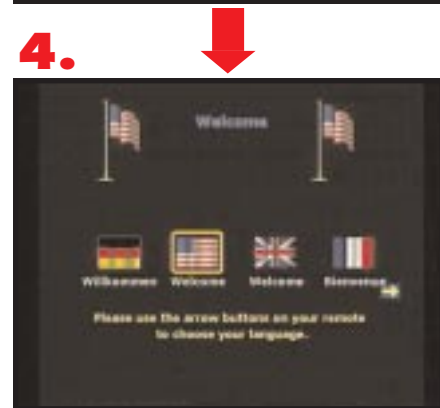 4.
Welcome
Willkommen Welcome Welcome Bienvenue
Please use the arrow buttons on your remote
to choose your language.